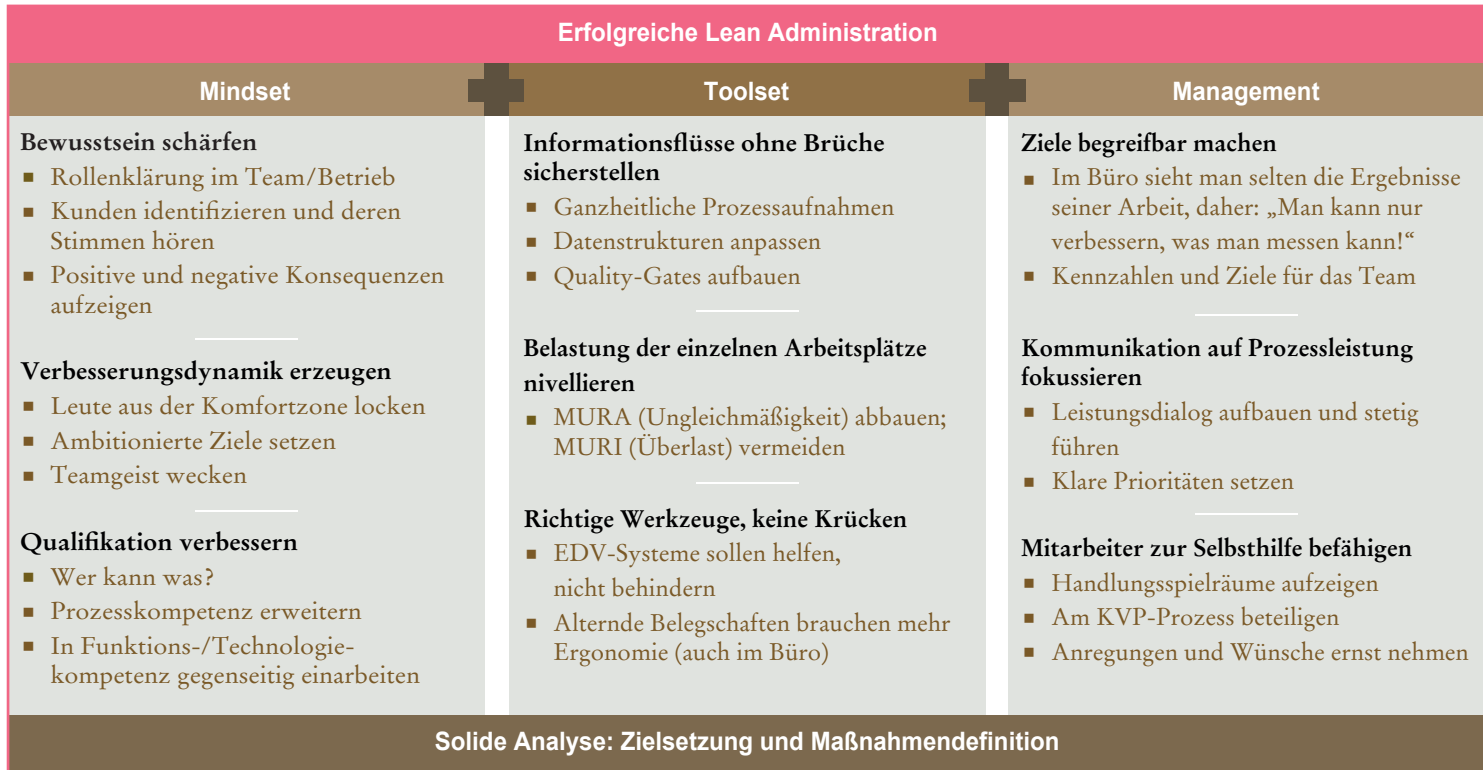 Erfolgreiche Lean Administration
Mindset
Toolset
Management
Bewusstsein schärfen
▪ Rollenklärung im Team/Betrieb
▪ Kunden identifizieren und deren
Stimmen hören
▪ Positive und negative Konsequenzen
aufzeigen
Verbesserungsdynamik erzeugen
▪ Leute aus der Komfortzone locken
▪ Ambitionierte Ziele setzen
▪ Teamgeist wecken
Qualifikation verbessern
▪ Wer kann was?
▪ Prozesskompetenz erweitern
▪ In Funktions-/Technologie-
kompetenz gegenseitig einarbeiten
Informationsflüsse ohne Brüche
sicherstellen
▪ Ganzheitliche Prozessaufnahmen
▪ Datenstrukturen anpassen
▪ Quality-Gates aufbauen
Belastung der einzelnen Arbeitsplätze
nivellieren
▪ MURA (Ungleichmäßigkeit) abbauen;
MURI (Überlast) vermeiden
Richtige Werkzeuge, keine Krücken
▪ EDV-Systeme sollen helfen,
nicht behindern
▪ Alternde Belegschaften brauchen mehr
Ergonomie (auch im Büro)
Ziele begreifbar machen
▪ Im Büro sieht man selten die Ergebnisse
seiner Arbeit, daher: „Man kann nur
verbessern, was man messen kann!“
▪ Kennzahlen und Ziele für das Team
Kommunikation auf Prozessleistung
fokussieren
▪ Leistungsdialog aufbauen und stetig
führen
▪ Klare Prioritäten setzen
Mitarbeiter zur Selbsthilfe befähigen
▪ Handlungsspielräume aufzeigen
▪ Am KVP-Prozess beteiligen
▪ Anregungen und Wünsche ernst nehmen
Solide Analyse: Zielsetzung und Maßnahmendefinition